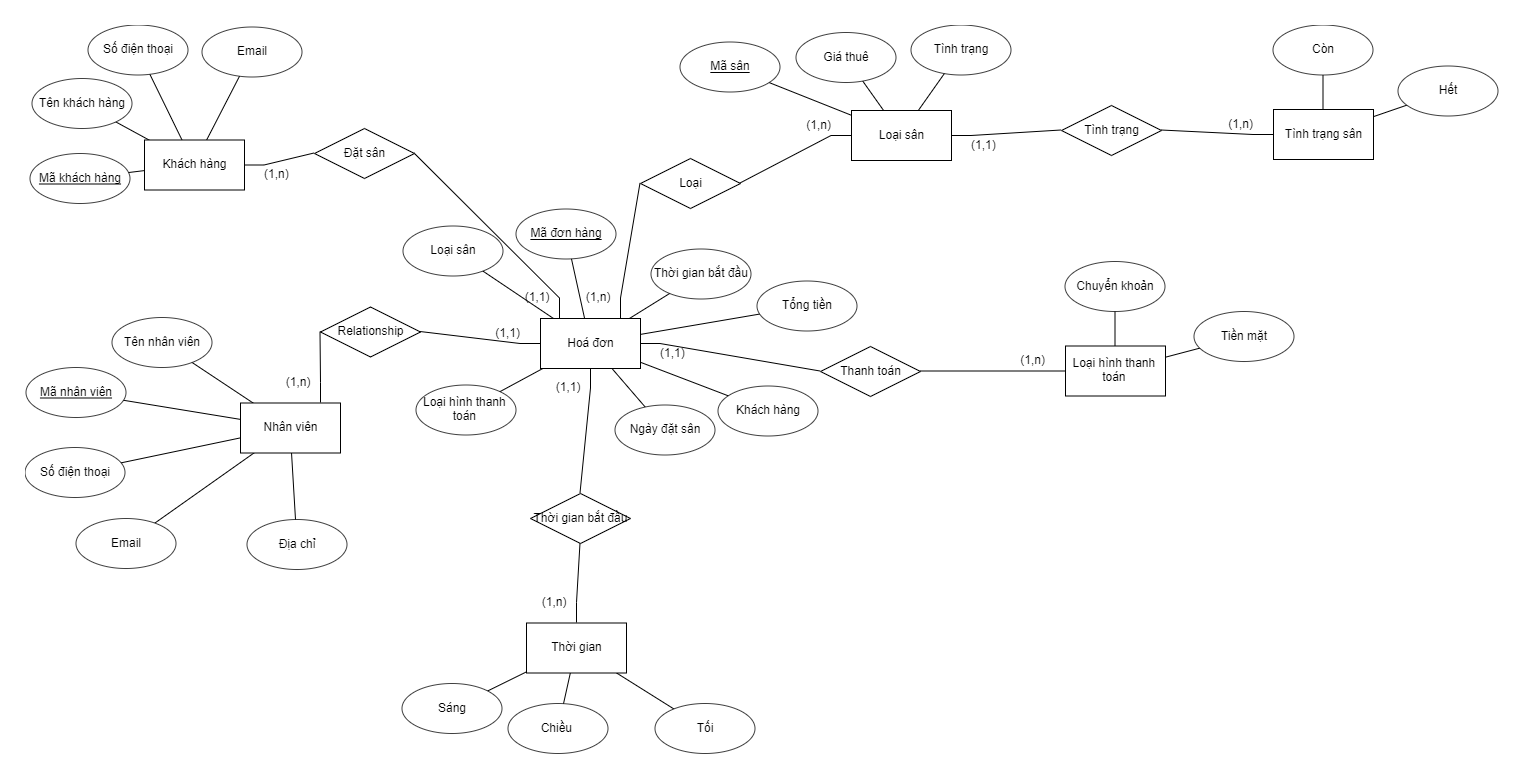 Số điện thoại
Email
Tên khách hàng
Mã khách hàng
Khách hàng
(1,n)
Đặt sân
Mã sân
Giá thuê
Tình trạng
(1,n)
Loại sân
(1,1)
Tình trạng
(1,n)
Còn
Hết
Tình trạng sân
Loại
Loại sân
Mã đơn hàng
Thời gian bắt đầu
Tổng tiền
(1,1)
(1,n)
Hoá đơn
(1,1)
(1,1)
(1,1)
Relationship
(1,n)
Tên nhân viên
Mã nhân viên
Nhân viên
Số điện thoại
Email
Địa chỉ
Loại hình thanh
toán
Ngày đặt sân
Khách hàng
Thanh toán
(1,n)
Chuyển khoản
Tiền mặt
Loại hình thanh
toán
Thời gian bắt đầu
(1,n)
Thời gian
Sáng
Chiều
Tối